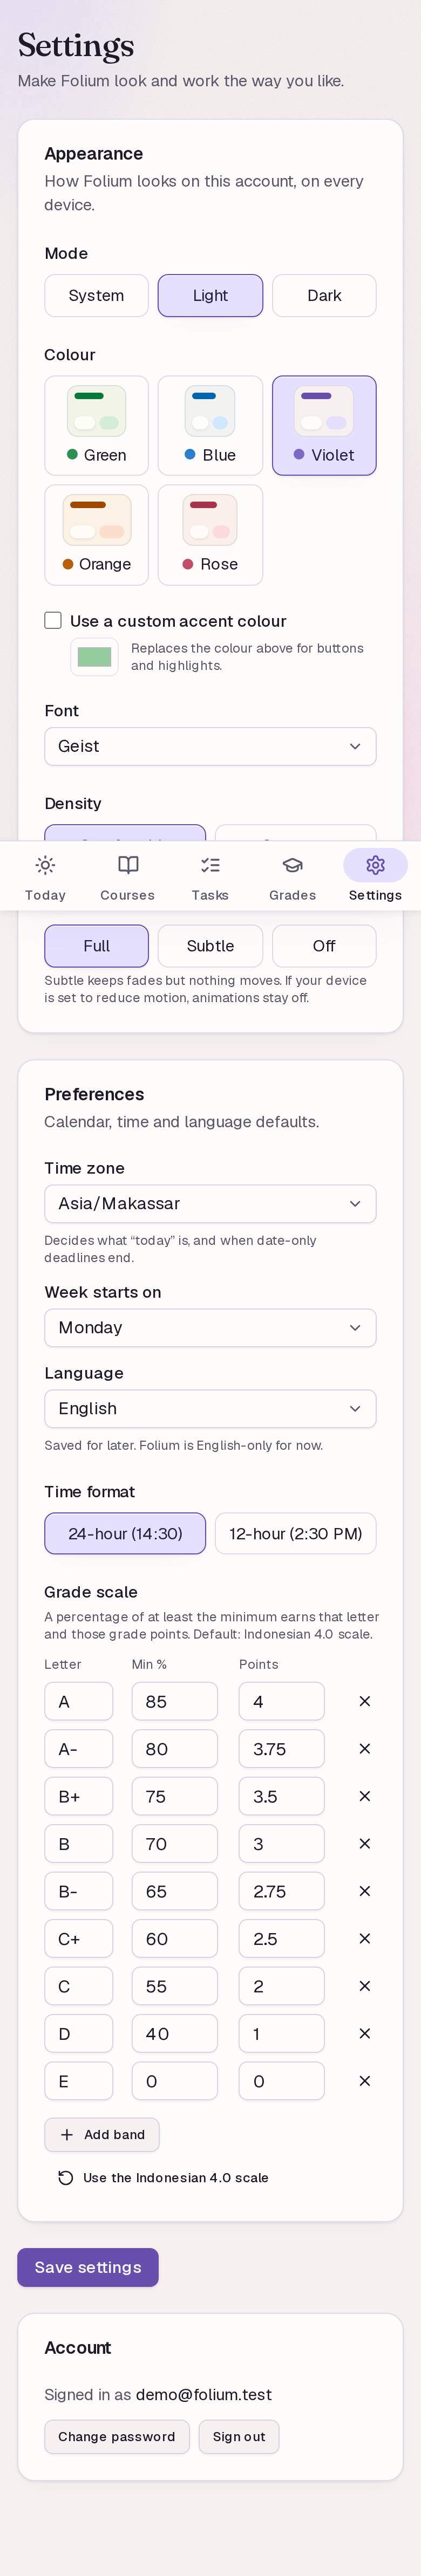 Settings
Make Folium look and work the way you like.
Appearance
How Folium looks on this account, on every
device.
Mode
System
Light
Dark
Colour
Green
Blue
Violet
Orange
Rose
Use a custom accent colour
Replaces the colour above for buttons
and highlights.
Font
Geist
Density
Today
Courses
Tasks
Grades
Settings
Full
Subtle
Off
Subtle keeps fades but nothing moves. If your device
is set to reduce motion, animations stay off.
Preferences
Calendar, time and language defaults.
Time zone
Asia/Makassar
Decides what “today” is, and when date-only
deadlines end.
Week starts on
Monday
Language
English
Saved for later. Folium is English-only for now.
Time format
24-hour (14:30)
12-hour (2:30 PM)
Grade scale
A percentage of at least the minimum earns that letter
and those grade points. Default: Indonesian 4.0 scale.
Letter Min % Points
A 85 4
A- 80 3.75
B+ 75 3.5
B 70 3
B- 65 2.75
C+ 60 2.5
C 55 2
D 40 1
E 0 0
Add band
Use the Indonesian 4.0 scale
Save settings
Account
Signed in as demo@folium.test
Change password
Sign out